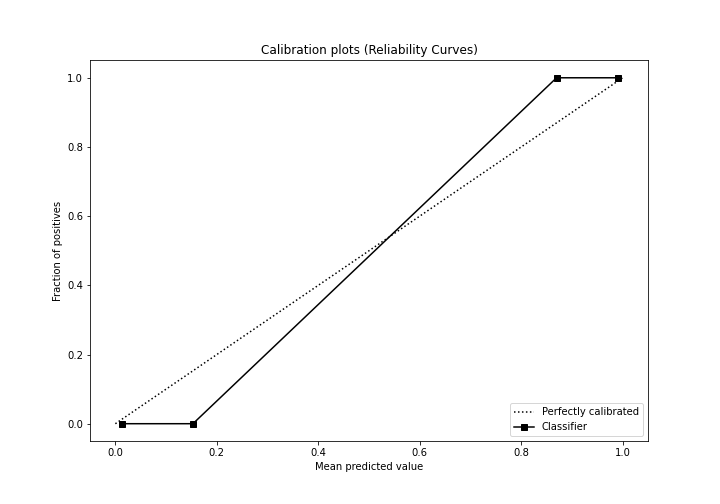 Calibration plots (Reliability Curves)
1.0
0.8
0.6
0.4
0.2
0.0
Fraction of positives
0.0 0.2 0.4 0.6 0.8 1.0
Mean predicted value
Perfectly calibrated
Classifier